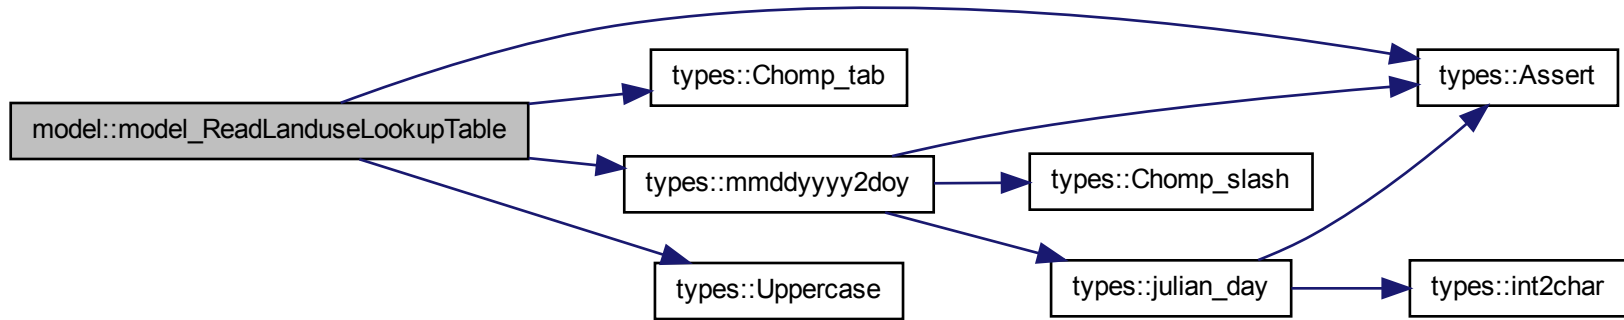 model::model_ReadLanduseLookupTable
types::Chomp_tab
types::Assert
types::mmddyyyy2doy
types::Chomp_slash
types::Uppercase
types::julian_day
types::int2char